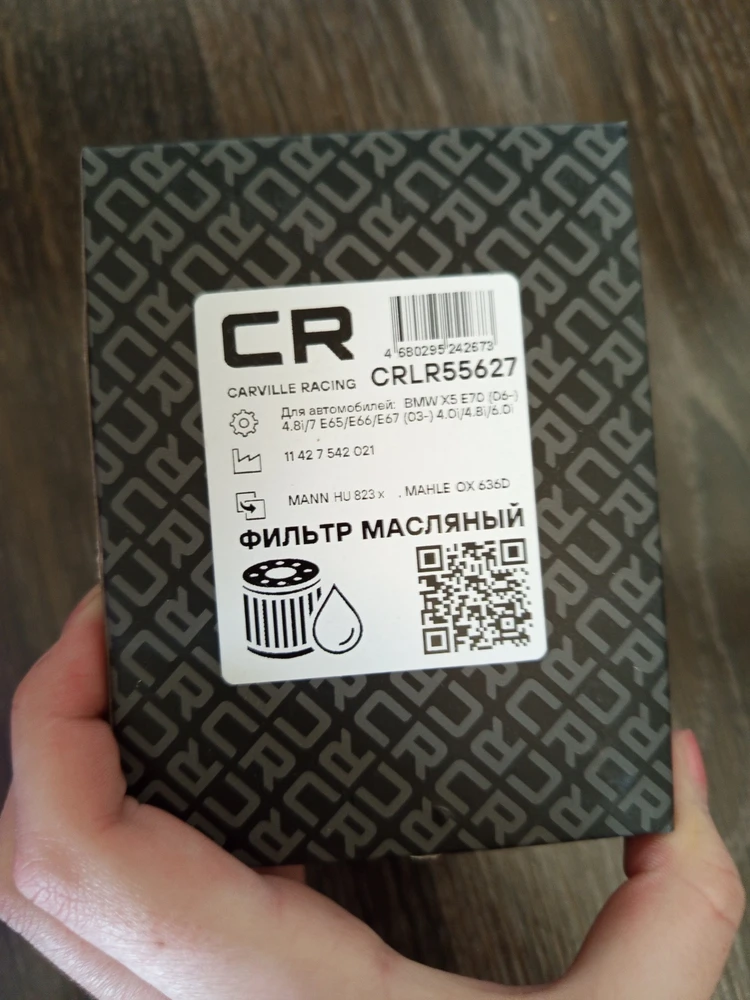 CR
4 680295 242673
CARVILLE RACING
CRLR55627
Для автомобилей: BMW X5 E70 (06-)
4.8i/7 E65/E66/E67 (03-) 4.0i/4.8i/6.0i
11 42 7 542 021
MANN HU 823 x , MAHLE OX 636D
ФИЛЬТР МАСЛЯНЫЙ